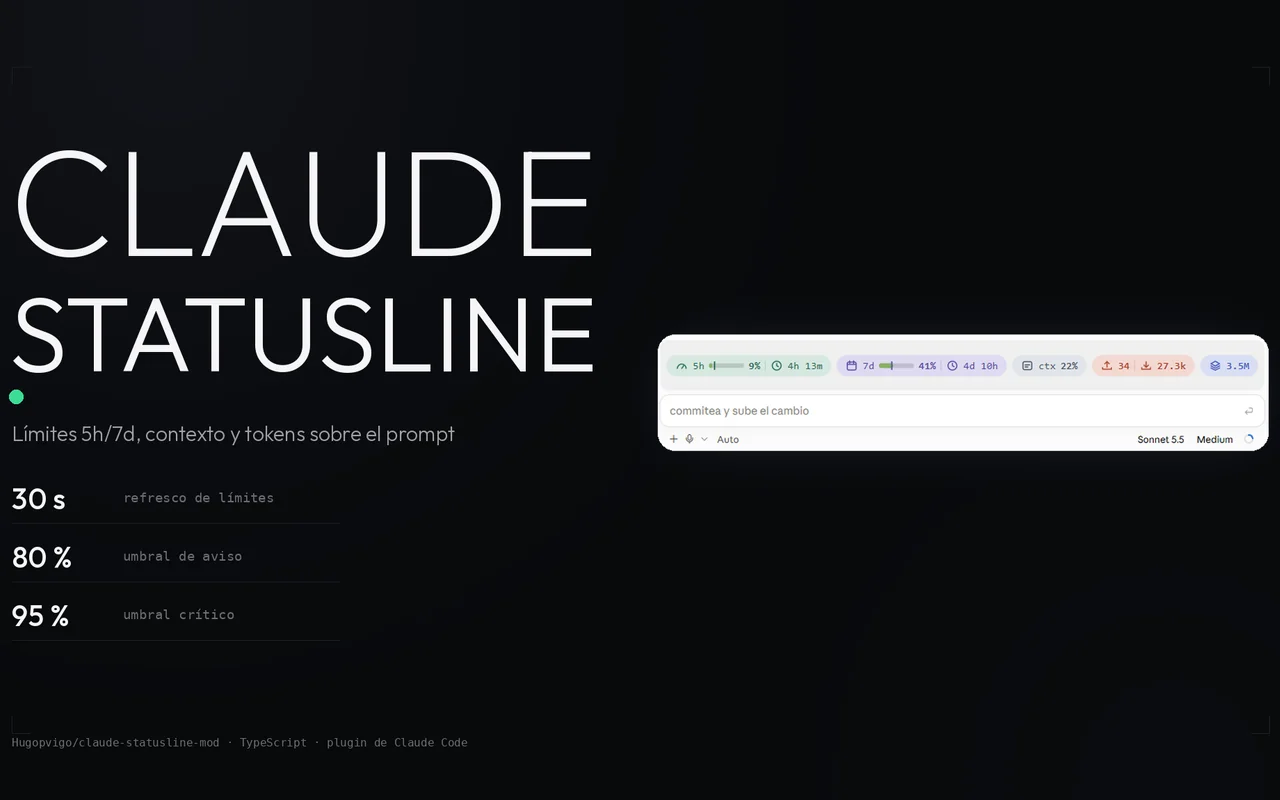 CLAUDE
STATUSLINE
Límites 5h/7d, contexto y tokens sobre el prompt
30 s refresco de límites
80 % umbral de aviso
95 % umbral crítico
Hugopvigo/claude-statusline-mod · TypeScript · plugin de Claude Code
5h 9% 4h 13m 7d 41% 4d 10h ctx 22% 34 27.3k 3.5M
commitea y sube el cambio
Auto Sonnet 5.5 Medium